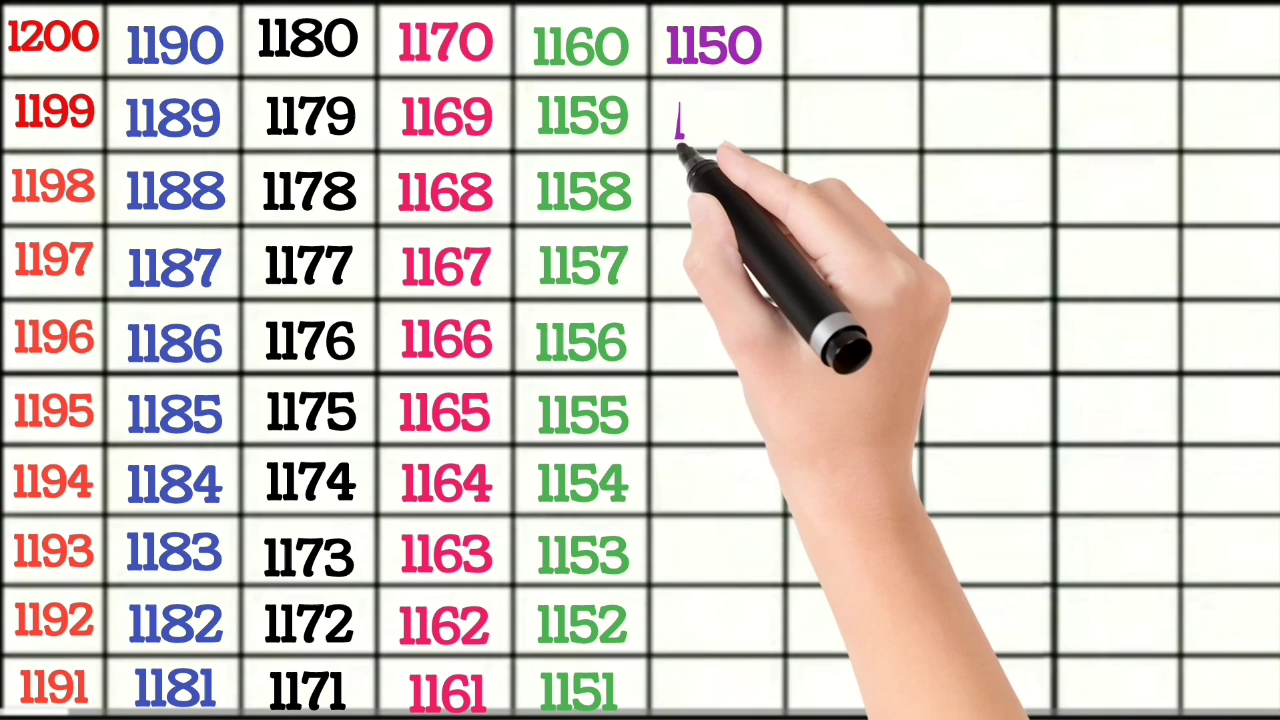 1200 1190 1180 1170 1160 1150
1199 1189 1179 1169 1159
1198 1188 1178 1168 1158
1197 1187 1177 1167 1157
1196 1186 1176 1166 1156
1195 1185 1175 1165 1155
1194 1184 1174 1164 1154
1193 1183 1173 1163 1153
1192 1182 1172 1162 1152
1191 1181 1171 1161 1151